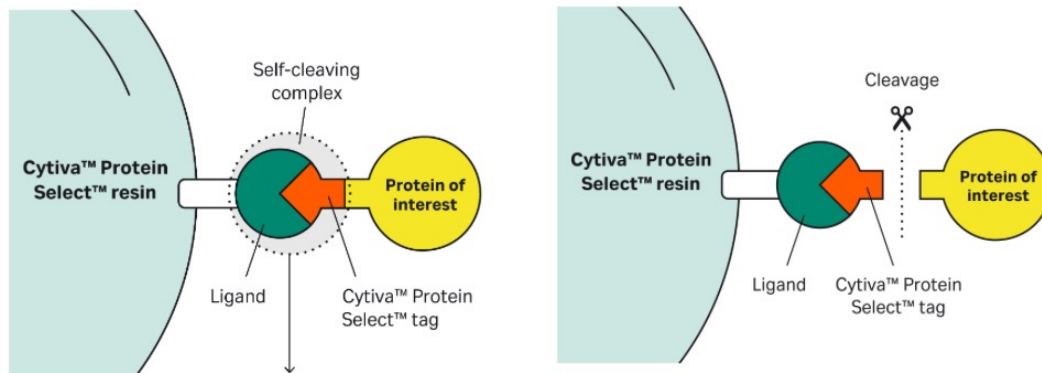 Self-cleaving
complex
Cytiva™ Protein
Select™ resin
Protein of
interest
Ligand
Cytiva™ Protein
Select™ tag
Cleavage
Cytiva™ Protein
Select™ resin
Protein of
interest
Ligand
Cytiva™ Protein
Select™ tag